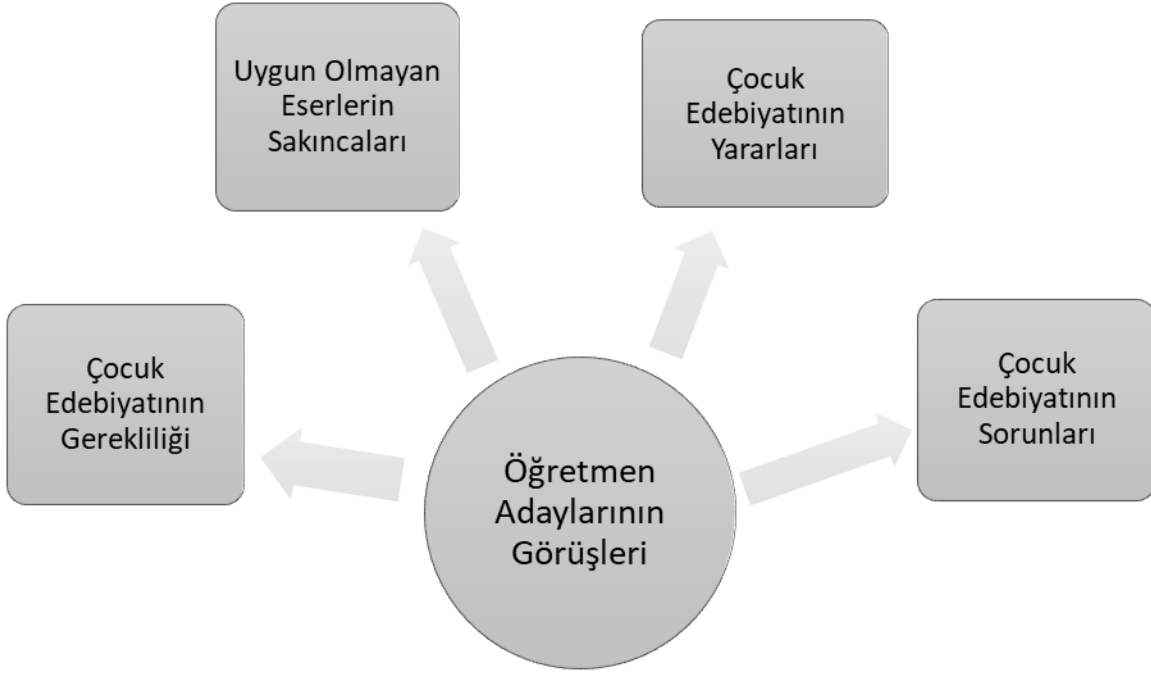 Uygun Olmayan
Eserlerin
Sakıncaları
Çocuk
Edebiyatının
Yararları
Çocuk
Edebiyatının
Gerekliliği
Çocuk
Edebiyatının
Sorunları
Öğretmen
Adaylarının
Görüşleri